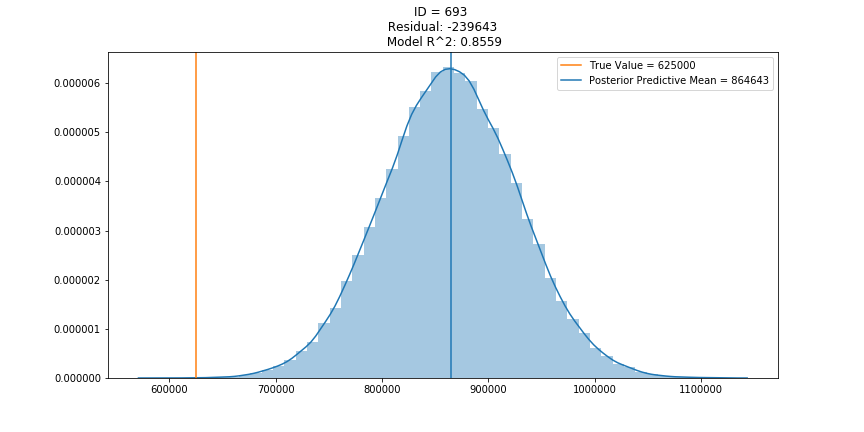 ID = 693
Residual: -239643
Model R^2: 0.8559
True Value = 625000
Posterior Predictive Mean = 864643
0.000006
0.000005
0.000004
0.000003
0.000002
0.000001
0.000000
600000 700000 800000 900000 1000000 1100000